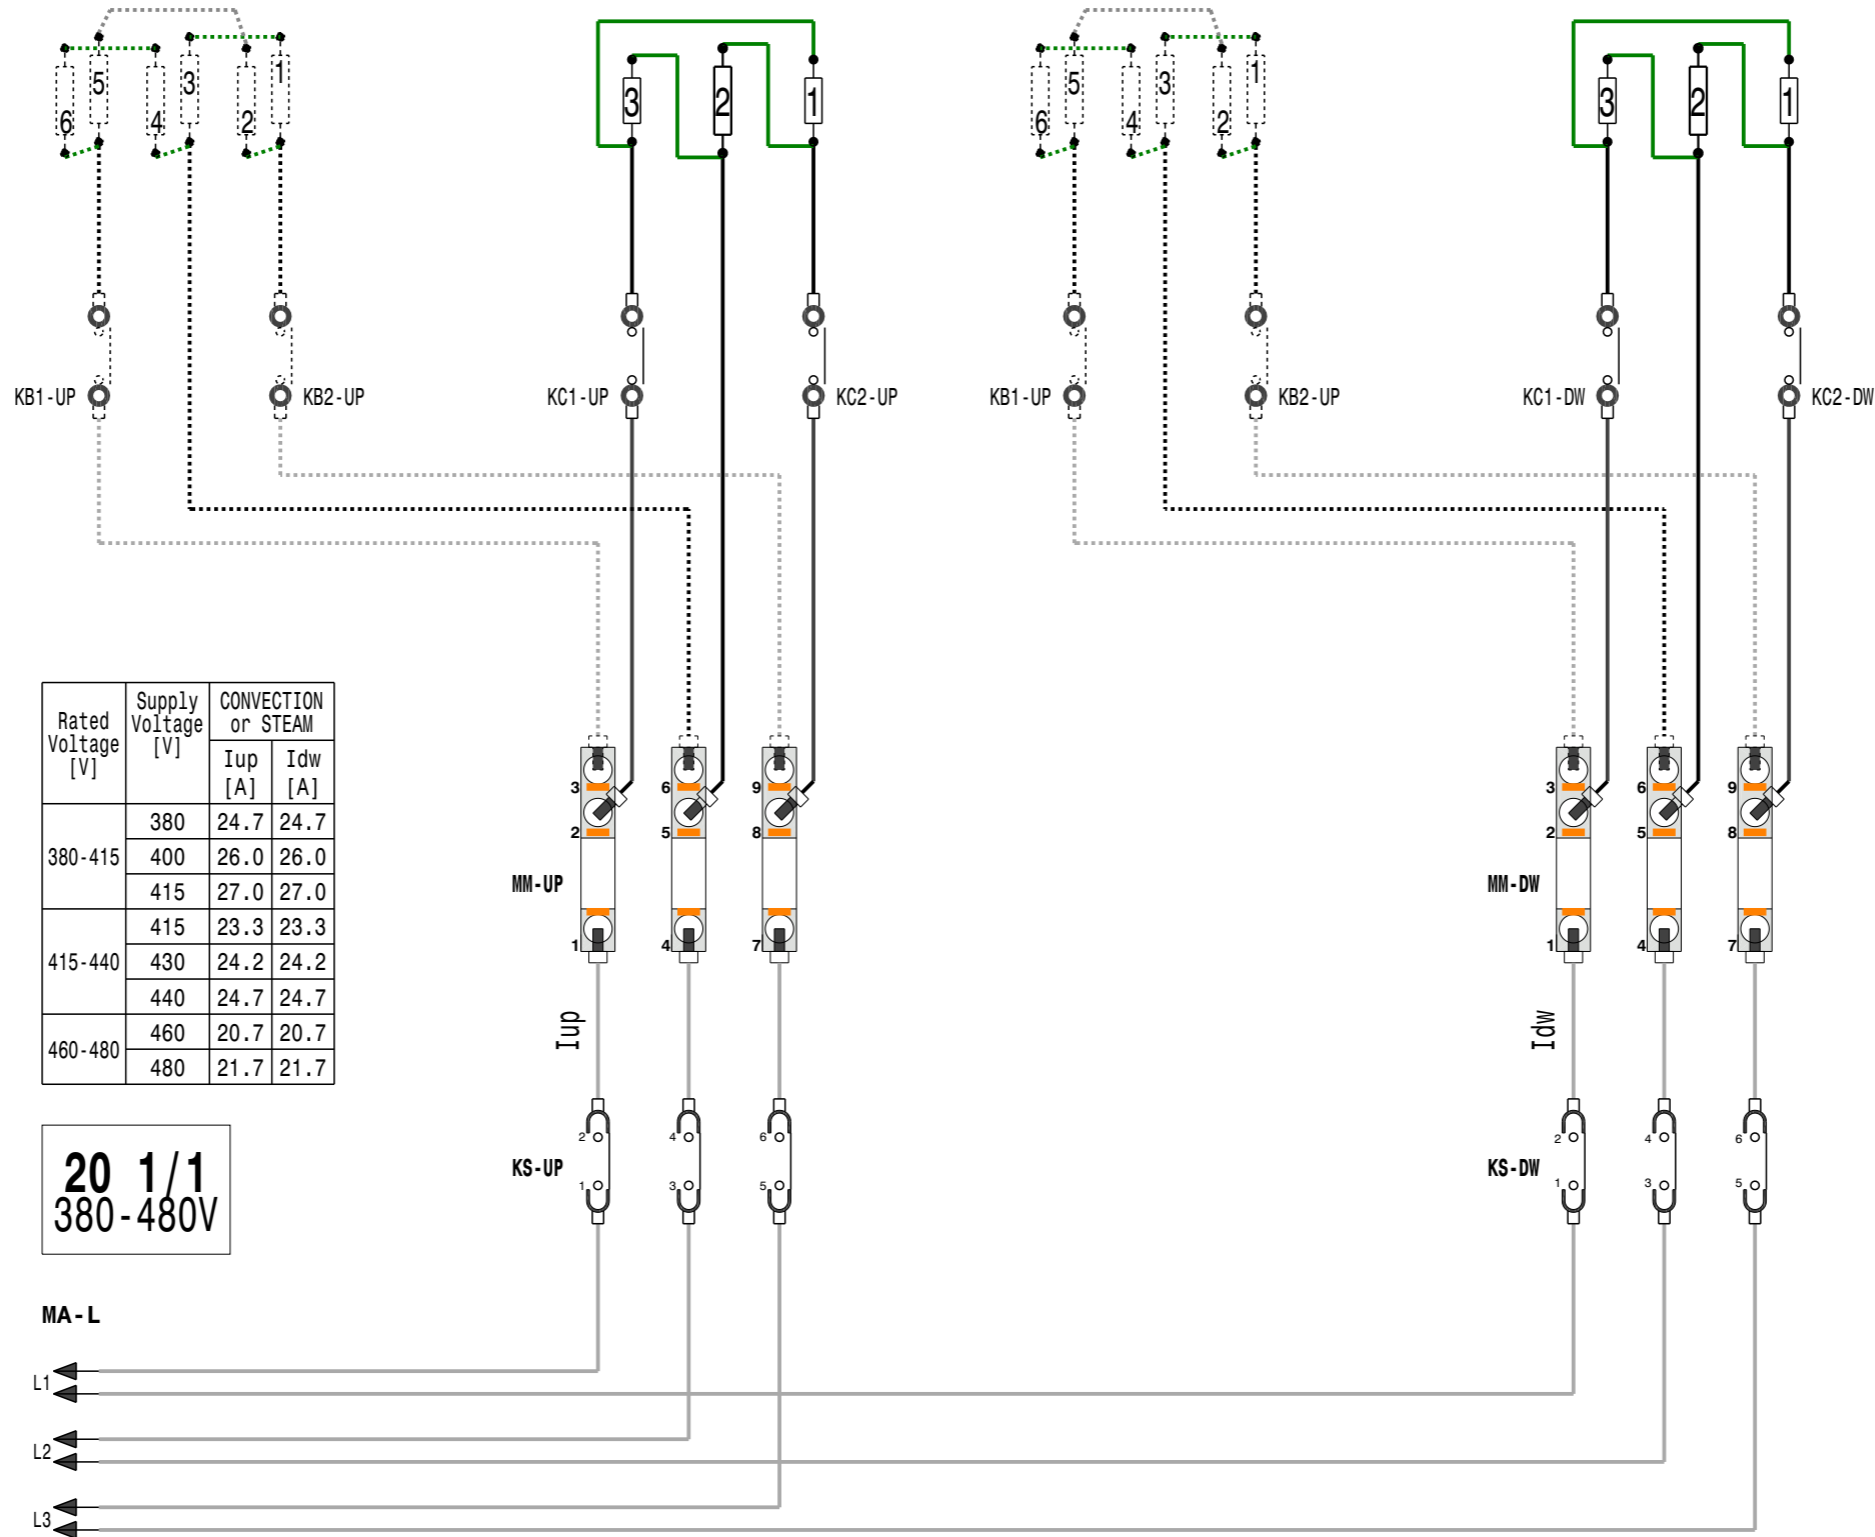 5 3 1
6 4 2
3 2 1
5 3 1
6 4 2
3 2 1
KB1-UP KB2-UP KC1-UP KC2-UP KB1-UP KB2-UP KC1-DW KC2-DW
Rated Voltage [V]
Supply Voltage [V]
CONVECTION or STEAM
Iup [A] Idw [A]
380-415
380 24.7 24.7
400 26.0 26.0
415 27.0 27.0
415-440
415 23.3 23.3
430 24.2 24.2
440 24.7 24.7
460-480
460 20.7 20.7
480 21.7 21.7
3 6 9
2 5 8
MM-UP
1 4 7
Iup
2 4 6
KS-UP
1 3 5
3 6 9
2 5 8
MM-DW
1 4 7
Idw
2 4 6
KS-DW
1 3 5
20 1/1
380-480V
MA-L
L1
L2
L3